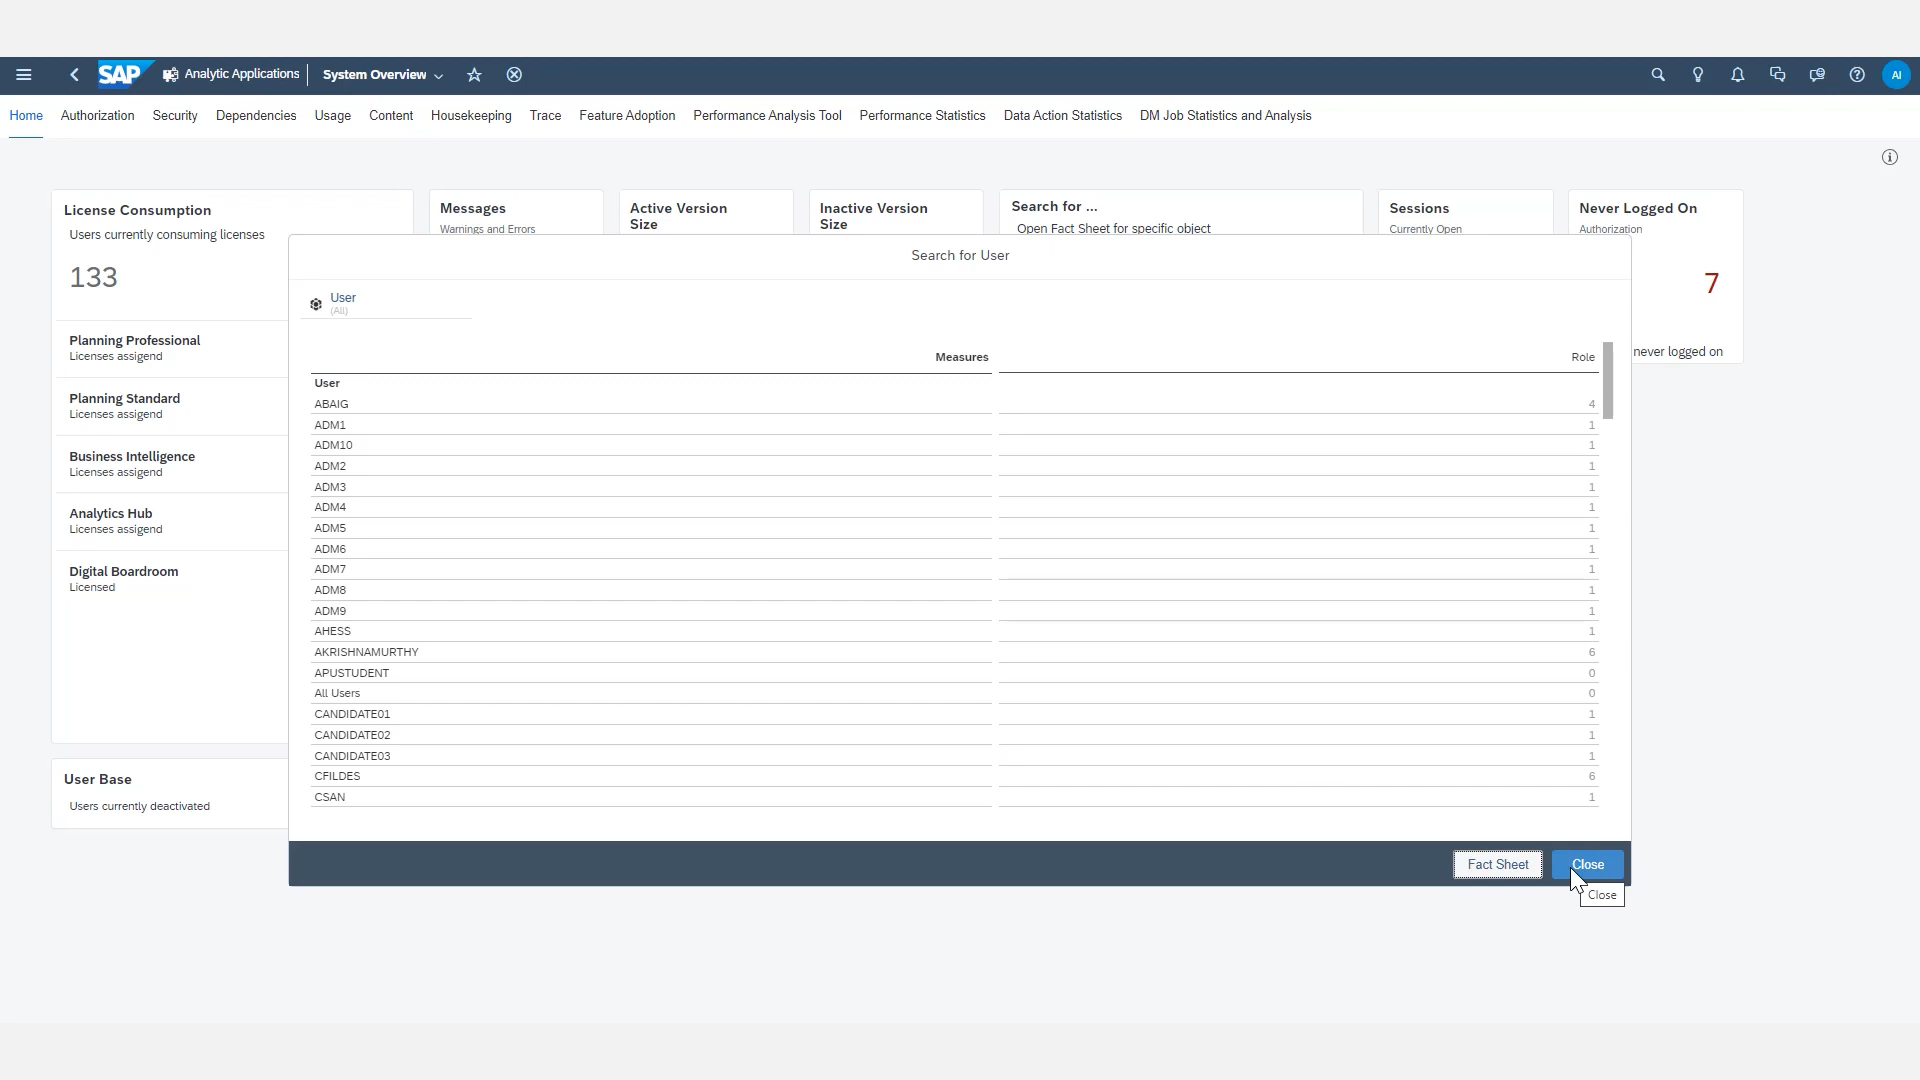 SAP Analytic Applications System Overview AI
Home Authorization Security Dependencies Usage Content Housekeeping Trace Feature Adoption Performance Analysis Tool Performance Statistics Data Action Statistics DM Job Statistics and Analysis
License Consumption
Users currently consuming licenses
133
Planning Professional
Licenses assigend
Planning Standard
Licenses assigend
Business Intelligence
Licenses assigend
Analytics Hub
Licenses assigend
Digital Boardroom
Licensed
User Base
Users currently deactivated
Messages
Warnings and Errors
Active Version
Size
Inactive Version
Size
Search for ...
Open Fact Sheet for specific object
Sessions
Currently Open
Never Logged On
Authorization
7
never logged on
Search for User
User
(All)
Measures Role
User
ABAIG 4
ADM1 1
ADM10 1
ADM2 1
ADM3 1
ADM4 1
ADM5 1
ADM6 1
ADM7 1
ADM8 1
ADM9 1
AHESS 1
AKRISHNAMURTHY 6
APUSTUDENT 0
All Users 0
CANDIDATE01 1
CANDIDATE02 1
CANDIDATE03 1
CFILDES 6
CSAN 1
Fact Sheet Close
Close